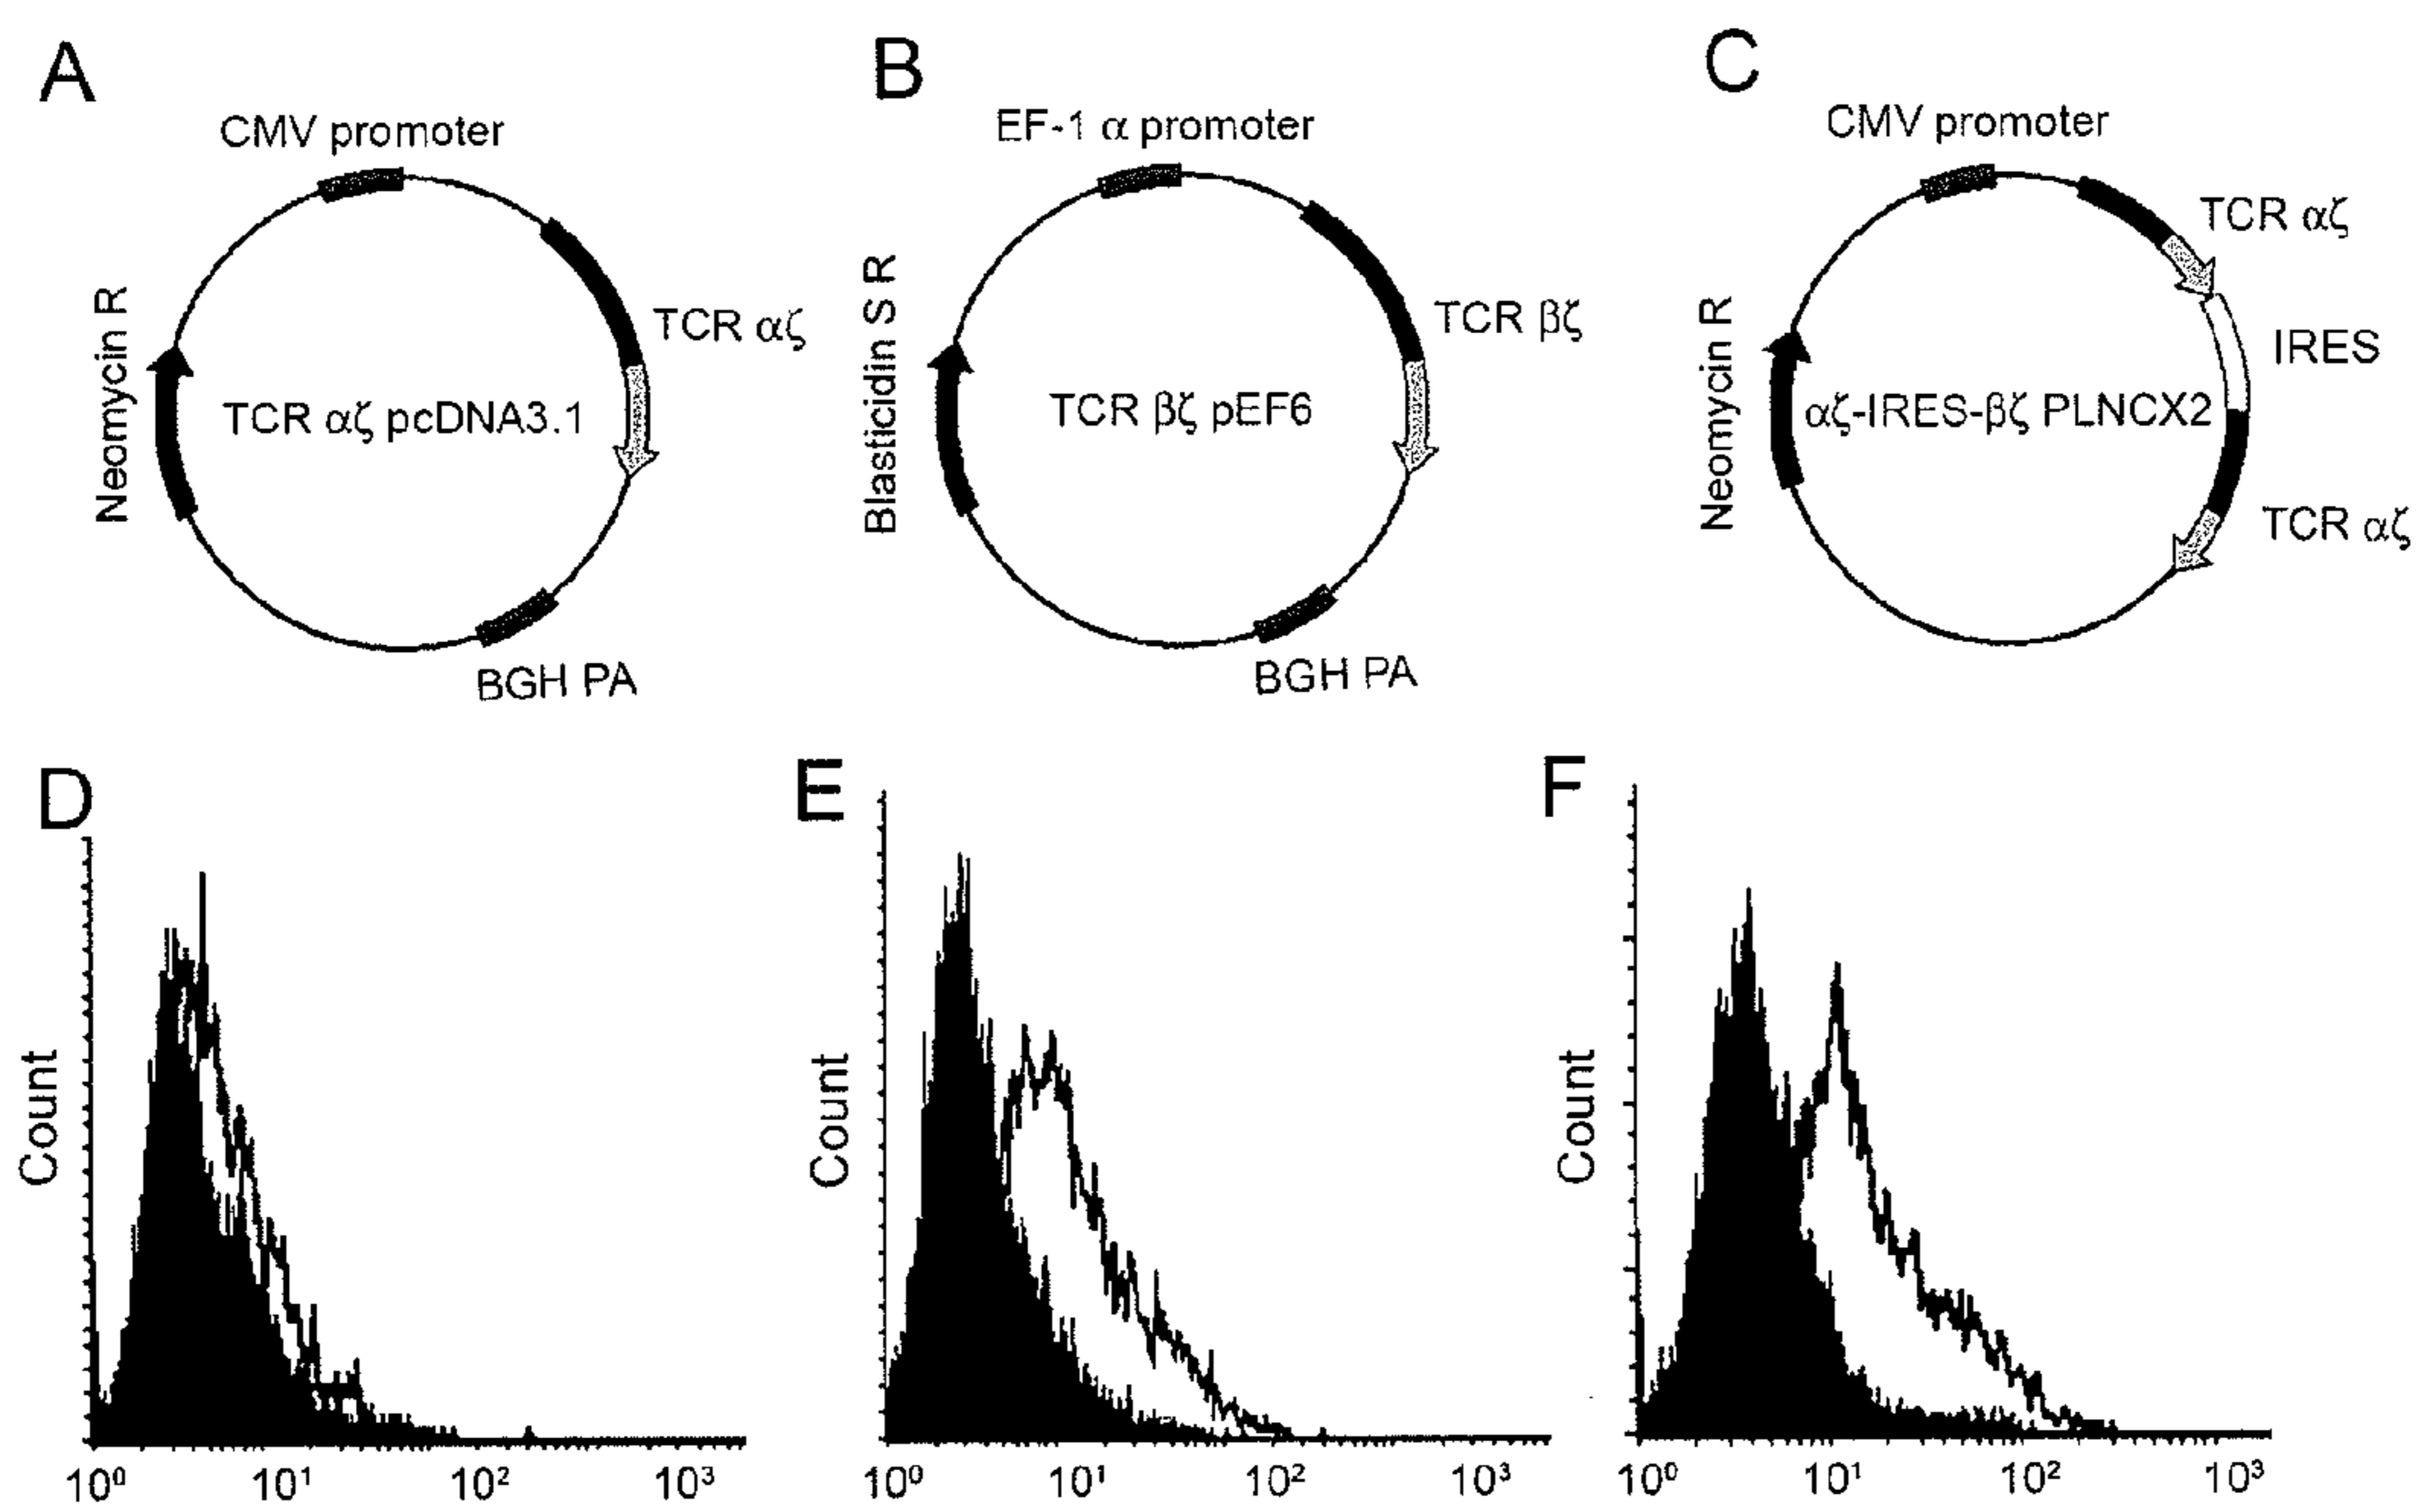 A
B
C
CMV promoter
EF-1 α promoter
CMV promoter
Neomycin R
TCR αζ
TCR αζ pcDNA3.1
BGH PA
Blasticidin S R
TCR βζ
TCR βζ pEF6
BGH PA
Neomycin R
TCR αζ
IRES
αζ-IRES-βζ PLNCX2
TCR αζ
D
E
F
Count
10⁰ 10¹ 10² 10³
Count
10⁰ 10¹ 10² 10³
Count
10⁰ 10¹ 10² 10³